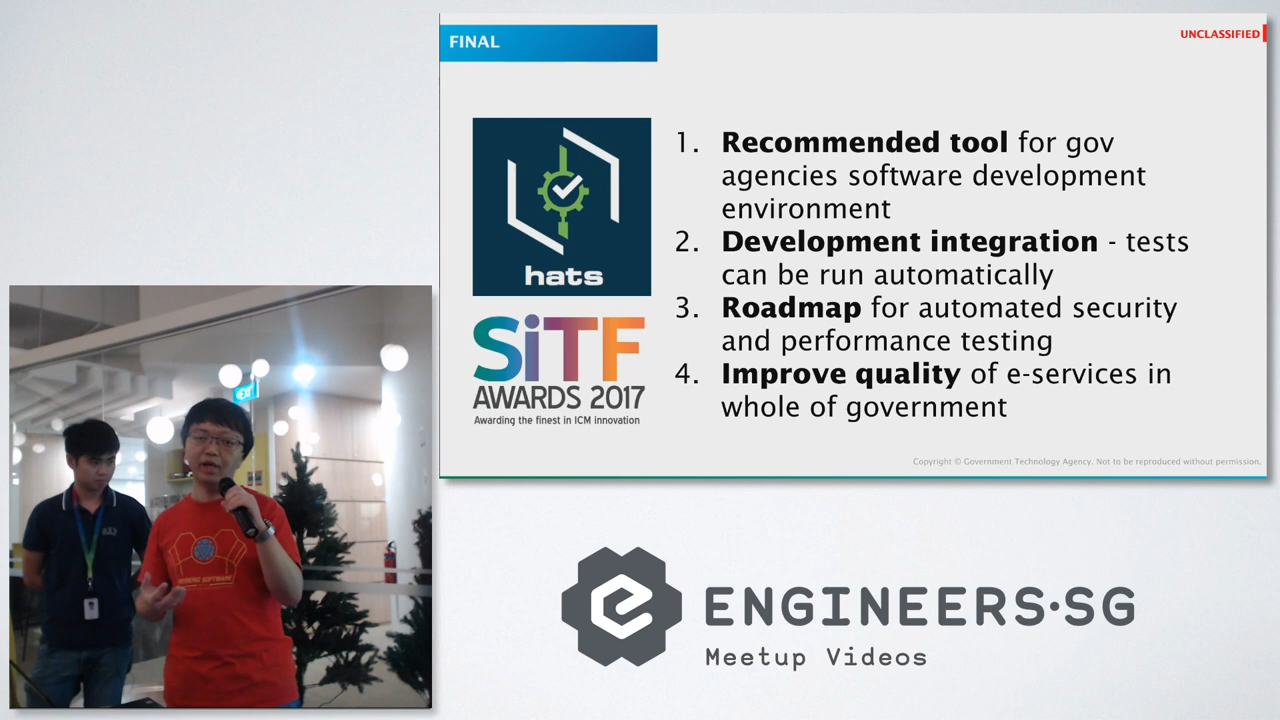 FINAL
UNCLASSIFIED
hats
SiTF
AWARDS 2017
Awarding the finest in ICM innovation
1. Recommended tool for gov
agencies software development
environment
2. Development integration - tests
can be run automatically
3. Roadmap for automated security
and performance testing
4. Improve quality of e-services in
whole of government
Copyright © Government Technology Agency. Not to be reproduced without permission.
EXIT
ENGINEERS·SG
Meetup Videos